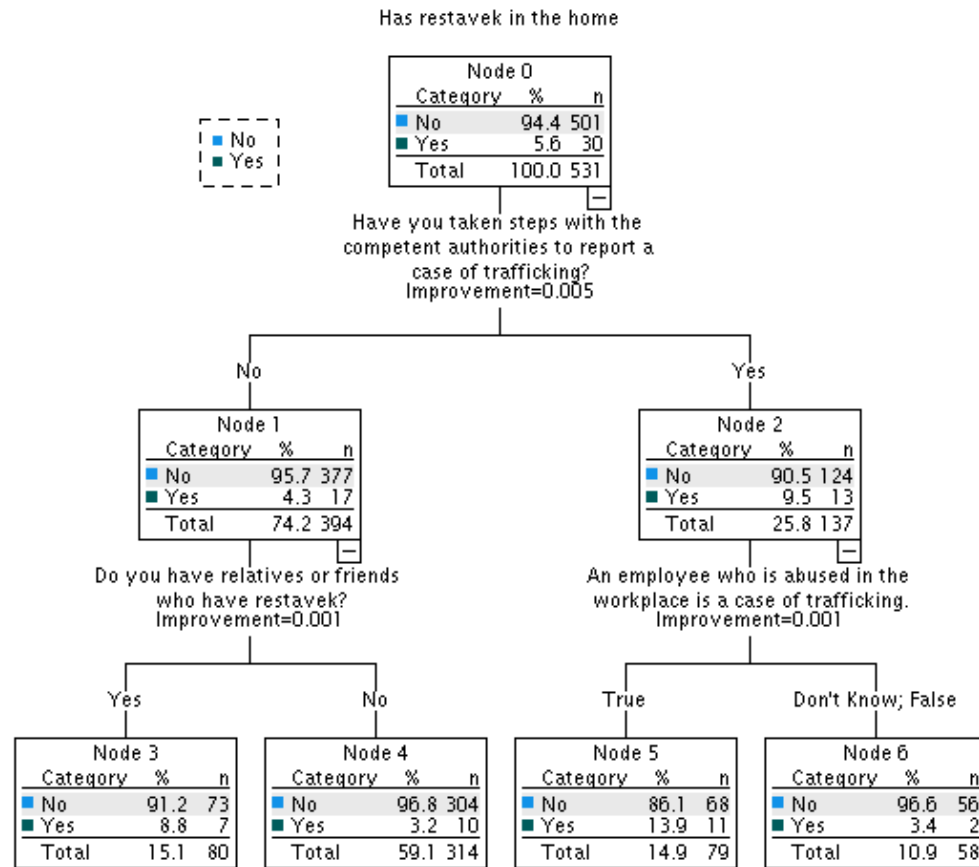 Has restavek in the home
Node 0
Category % n
No 94.4 501
Yes 5.6 30
Total 100.0 531
No
Yes
Have you taken steps with the
competent authorities to report a
case of trafficking?
Improvement=0.005
No
Yes
Node 1
Category % n
No 95.7 377
Yes 4.3 17
Total 74.2 394
Node 2
Category % n
No 90.5 124
Yes 9.5 13
Total 25.8 137
Do you have relatives or friends
who have restavek?
Improvement=0.001
An employee who is abused in the
workplace is a case of trafficking.
Improvement=0.001
Yes
No
True
Don't Know; False
Node 3
Category % n
No 91.2 73
Yes 8.8 7
Total 15.1 80
Node 4
Category % n
No 96.8 304
Yes 3.2 10
Total 59.1 314
Node 5
Category % n
No 86.1 68
Yes 13.9 11
Total 14.9 79
Node 6
Category % n
No 96.6 56
Yes 3.4 2
Total 10.9 58